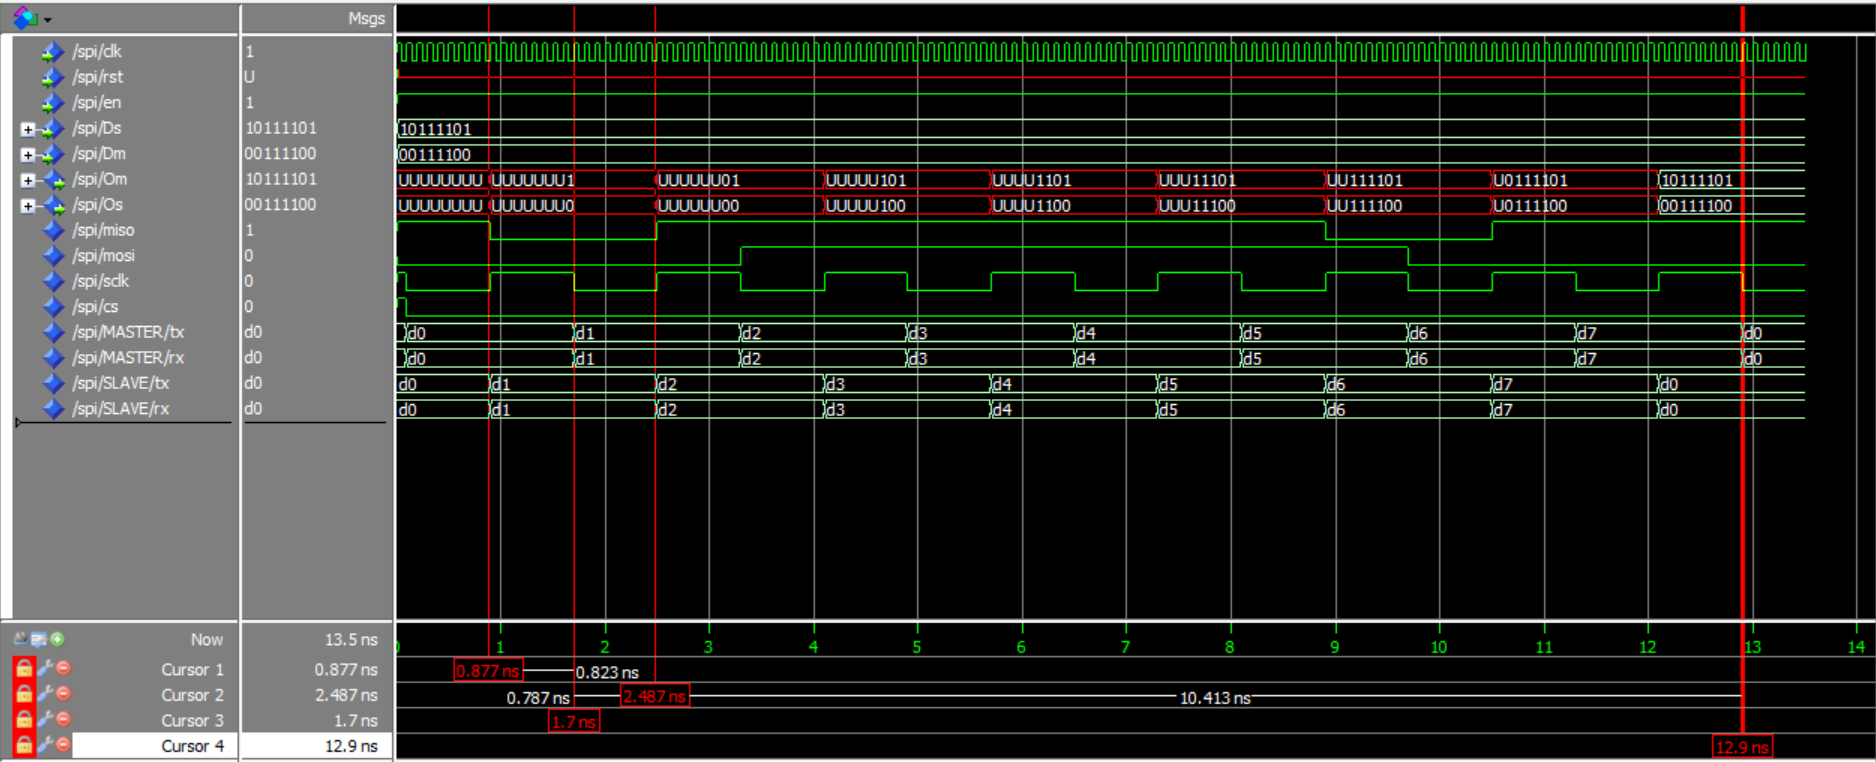 Msgs
/spi/clk 1
/spi/rst U
/spi/en 1
/spi/Ds 10111101 10111101
/spi/Dm 00111100 00111100
/spi/Om 10111101 UUUUUUUU UUUUUUU1 UUUUUU01 UUUUU101 UUUU1101 UUU11101 UU111101 U0111101 10111101
/spi/Os 00111100 UUUUUUUU UUUUUUU0 UUUUUU00 UUUUU100 UUUU1100 UUU11100 UU111100 U0111100 00111100
/spi/miso 1
/spi/mosi 0
/spi/sclk 0
/spi/cs 0
/spi/MASTER/tx d0 d0 d1 d2 d3 d4 d5 d6 d7 d0
/spi/MASTER/rx d0 d0 d1 d2 d3 d4 d5 d6 d7 d0
/spi/SLAVE/tx d0 d0 d1 d2 d3 d4 d5 d6 d7 d0
/spi/SLAVE/rx d0 d0 d1 d2 d3 d4 d5 d6 d7 d0
Now 13.5 ns 1 2 3 4 5 6 7 8 9 10 11 12 13 14
Cursor 1 0.877 ns 0.877 ns 0.823 ns
Cursor 2 2.487 ns 0.787 ns 2.487 ns 10.413 ns
Cursor 3 1.7 ns 1.7 ns
Cursor 4 12.9 ns 12.9 ns